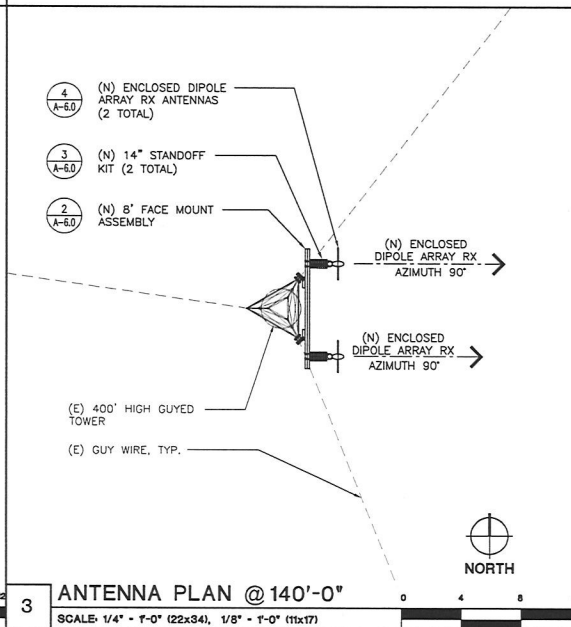 4
A-6.0
(N) ENCLOSED DIPOLE
ARRAY RX ANTENNAS
(2 TOTAL)
3
A-6.0
(N) 14" STANDOFF
KIT (2 TOTAL)
2
A-6.0
(N) 8' FACE MOUNT
ASSEMBLY
(N) ENCLOSED
DIPOLE ARRAY RX
AZIMUTH 90°
(N) ENCLOSED
DIPOLE ARRAY RX
AZIMUTH 90°
(E) 400' HIGH GUYED
TOWER
(E) GUY WIRE, TYP.
NORTH
2
3
ANTENNA PLAN @ 140'-0"
SCALE: 1/4" - 1'-0" (22x34), 1/8" - 1'-0" (11x17)
0 4 8